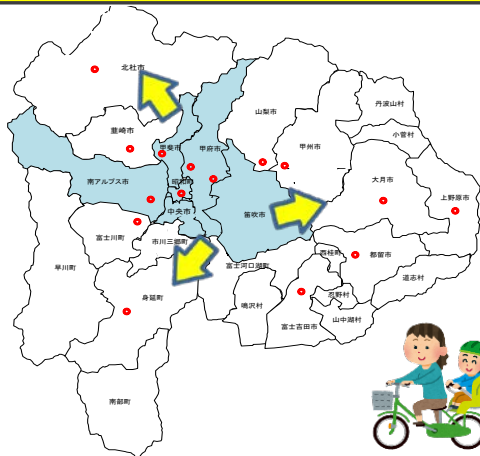 北杜市
丹波山村
山梨市
韮崎市
小菅村
甲斐市
甲府市
甲州市
大月市
昭和町
南アルプス市
上野原市
中央市
笛吹市
富士川町
市川三郷町
西桂町
都留市
富士河口湖町
早川町
道志村
身延町
忍野村
鳴沢村
山中湖村
富士吉田市
南部町